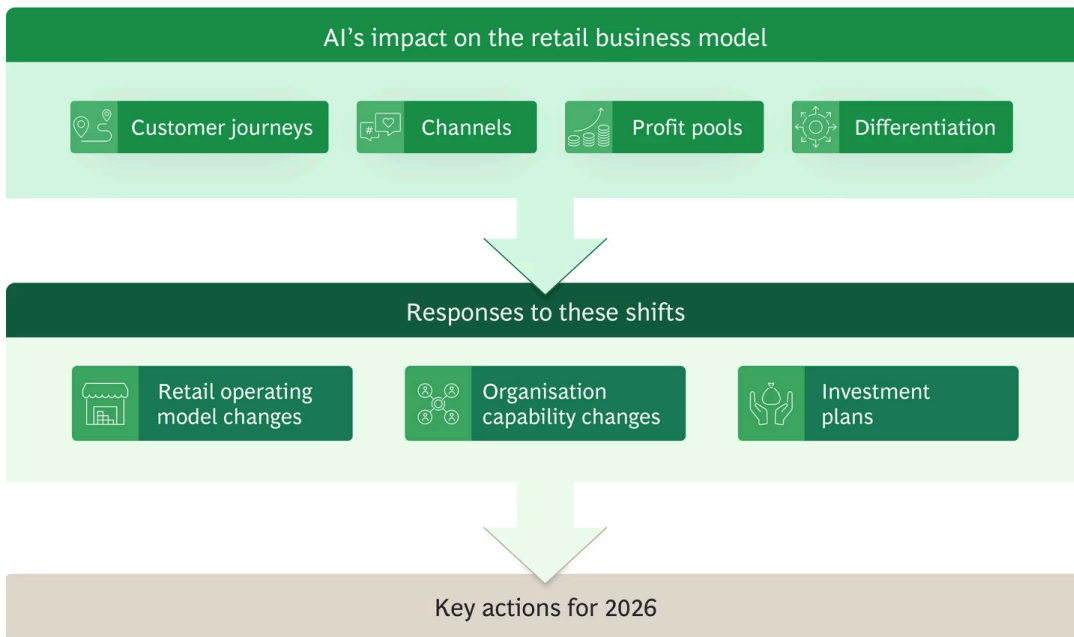 AI’s impact on the retail business model
Customer journeys
#
Channels
Profit pools
Differentiation
Responses to these shifts
Retail operating
model changes
Organisation
capability changes
Investment
plans
Key actions for 2026